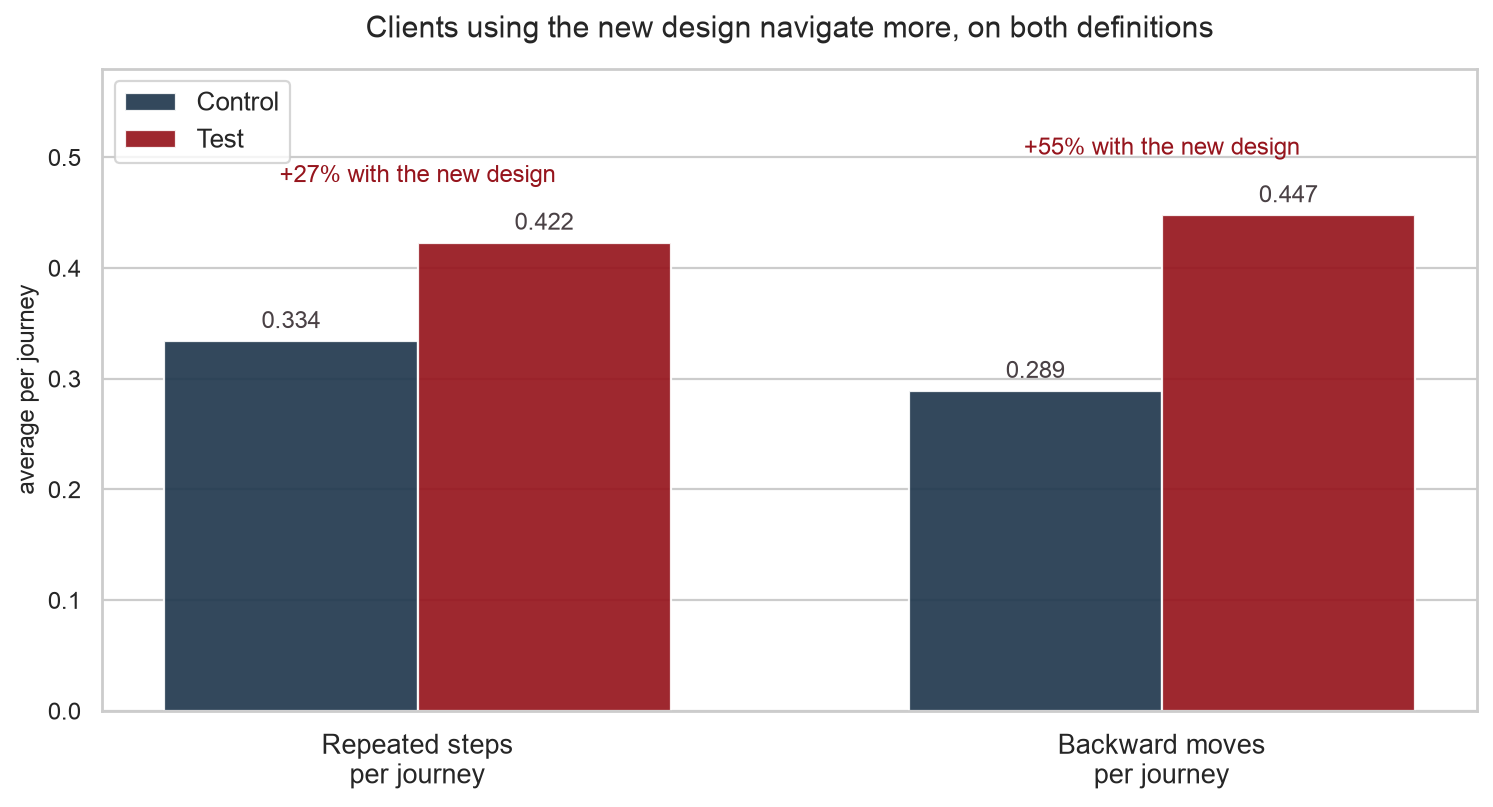 Clients using the new design navigate more, on both definitions
Control
Test
+27% with the new design
+55% with the new design
0.334
0.422
0.289
0.447
average per journey
0.5
0.4
0.3
0.2
0.1
0.0
Repeated steps
per journey
Backward moves
per journey